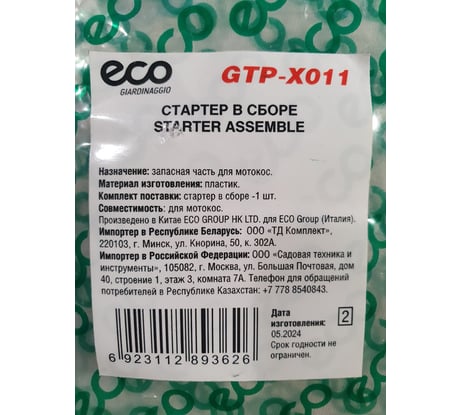 eco
GIARDINAGGIO
GTP-X011
СТАРТЕР В СБОРЕ
STARTER ASSEMBLE
Назначение: запасная часть для мотокос.
Материал изготовления: пластик.
Комплект поставки: стартер в сборе -1 шт.
Совместимость: для мотокос.
Произведено в Китае ECO GROUP HK LTD. для ECO Group (Италия).
Импортер в Республике Беларусь: ООО «ТД Комплект»,
220103, г. Минск, ул. Кнорина, 50, к. 302А.
Импортер в Российской Федерации: ООО «Садовая техника и
инструменты», 105082, г. Москва, ул. Большая Почтовая, дом
40, строение 1, этаж 3, комната 7А. Телефон для обращений
потребителей в Республике Казахстан: +7 778 8540843.
Дата
изготовления:
05.2024
Срок годности не
ограничен.
2
6 923112 893626